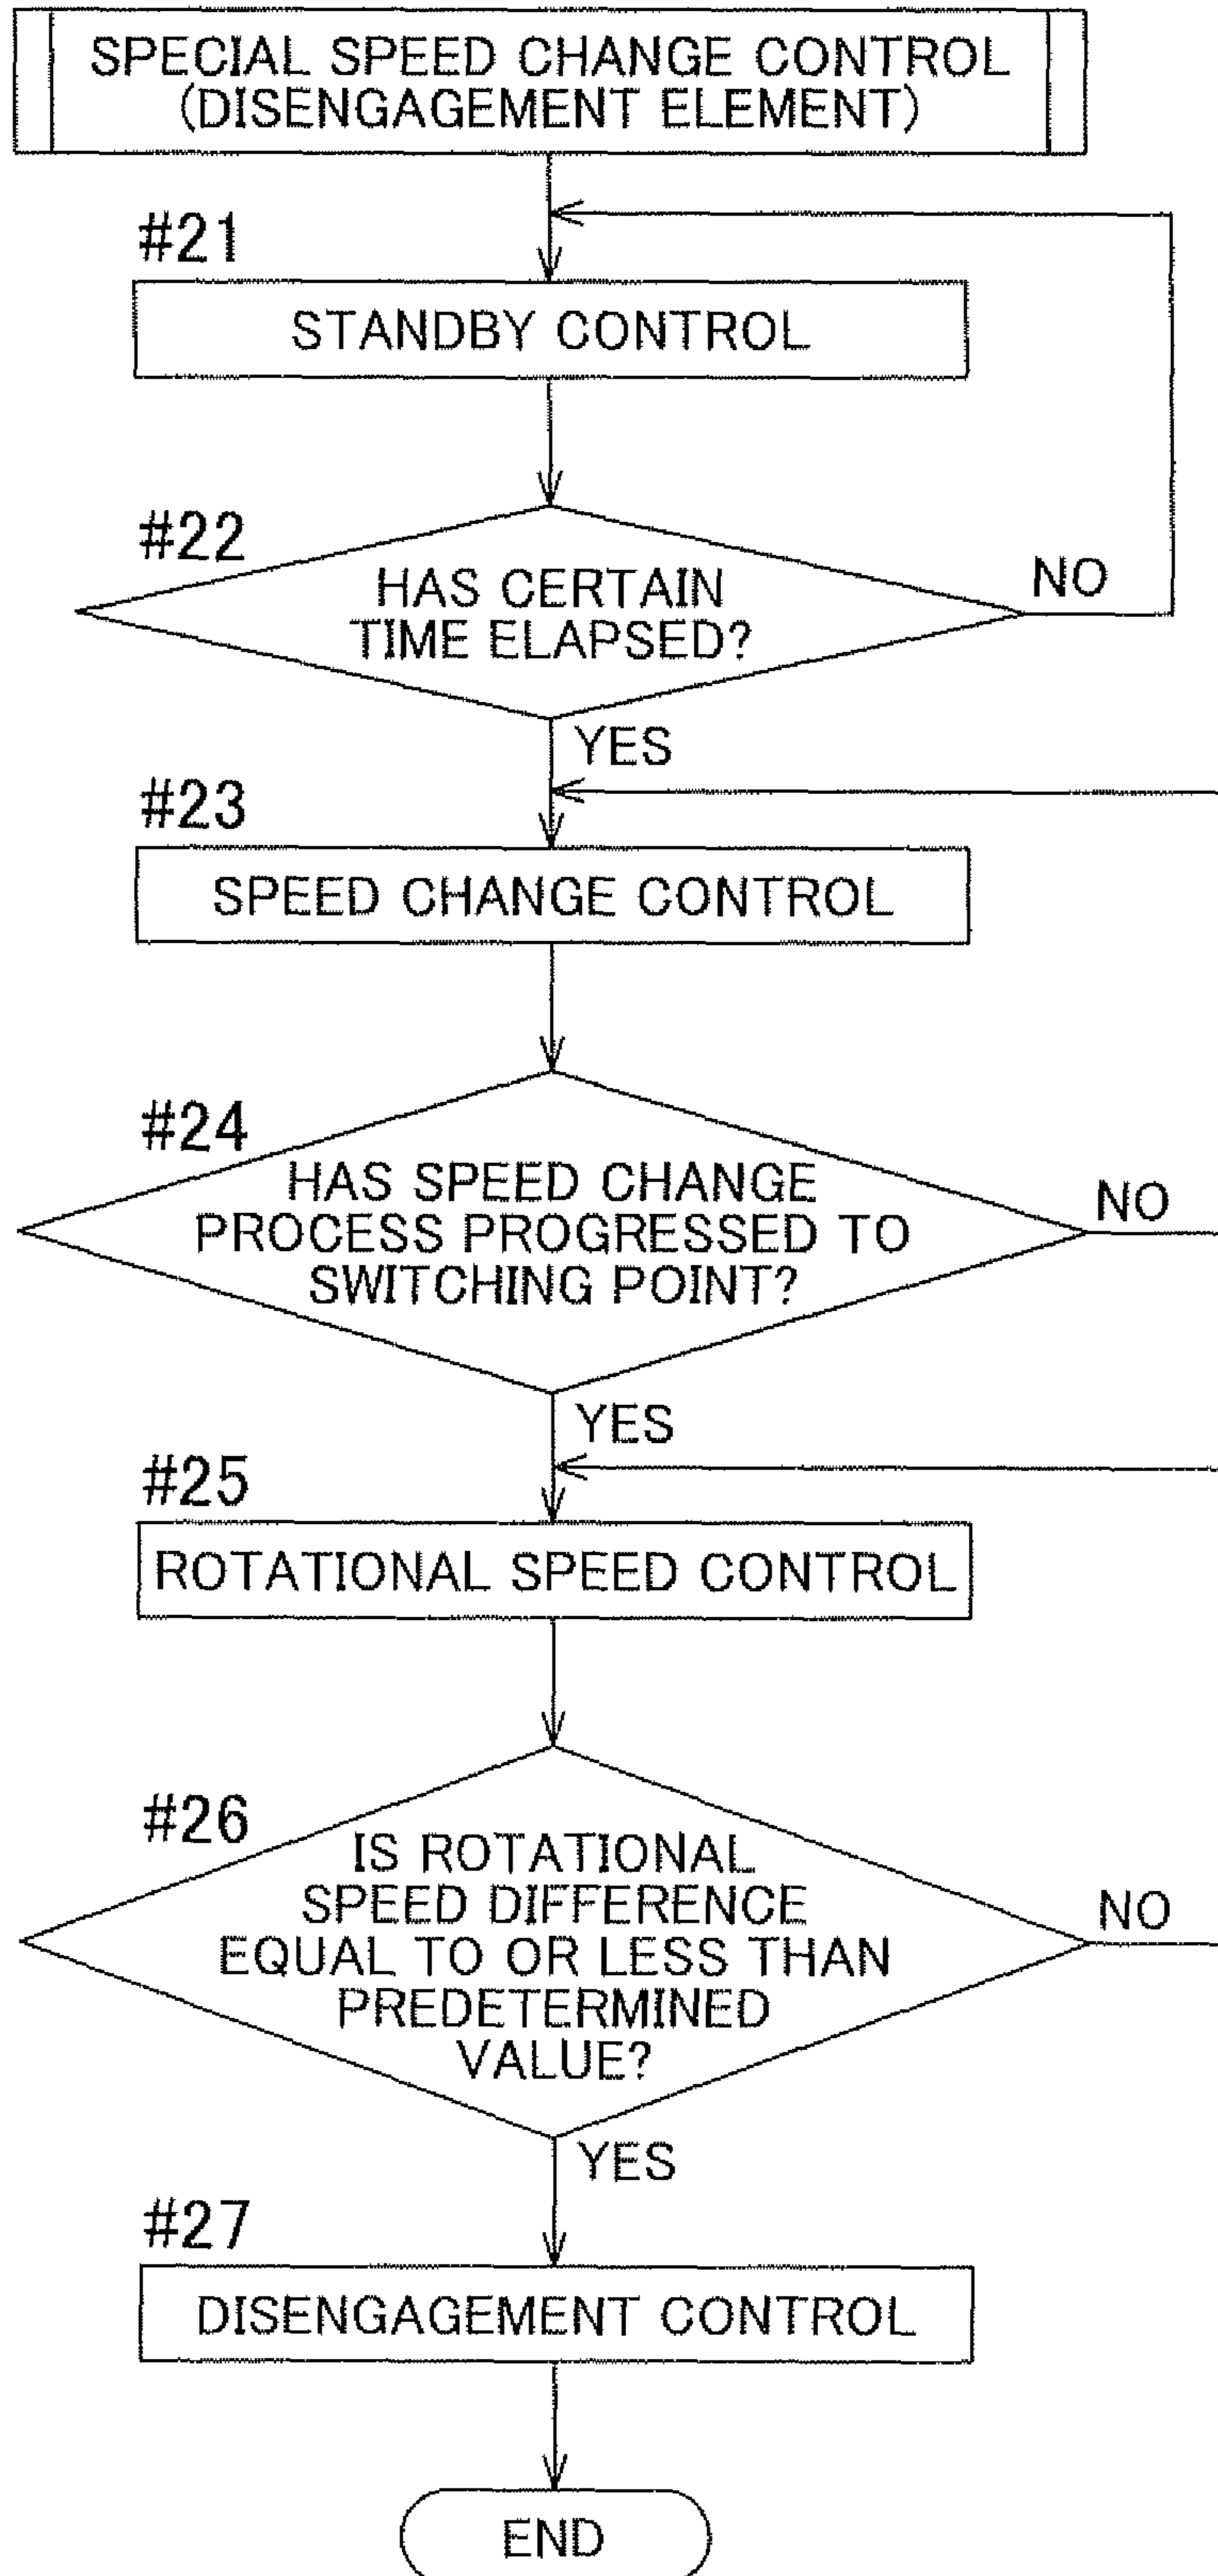 SPECIAL SPEED CHANGE CONTROL
(DISENGAGEMENT ELEMENT)
#21
STANDBY CONTROL
#22
HAS CERTAIN
TIME ELAPSED?
NO
YES
#23
SPEED CHANGE CONTROL
#24
HAS SPEED CHANGE
PROCESS PROGRESSED TO
SWITCHING POINT?
NO
YES
#25
ROTATIONAL SPEED CONTROL
#26
IS ROTATIONAL
SPEED DIFFERENCE
EQUAL TO OR LESS THAN
PREDETERMINED
VALUE?
NO
YES
#27
DISENGAGEMENT CONTROL
END